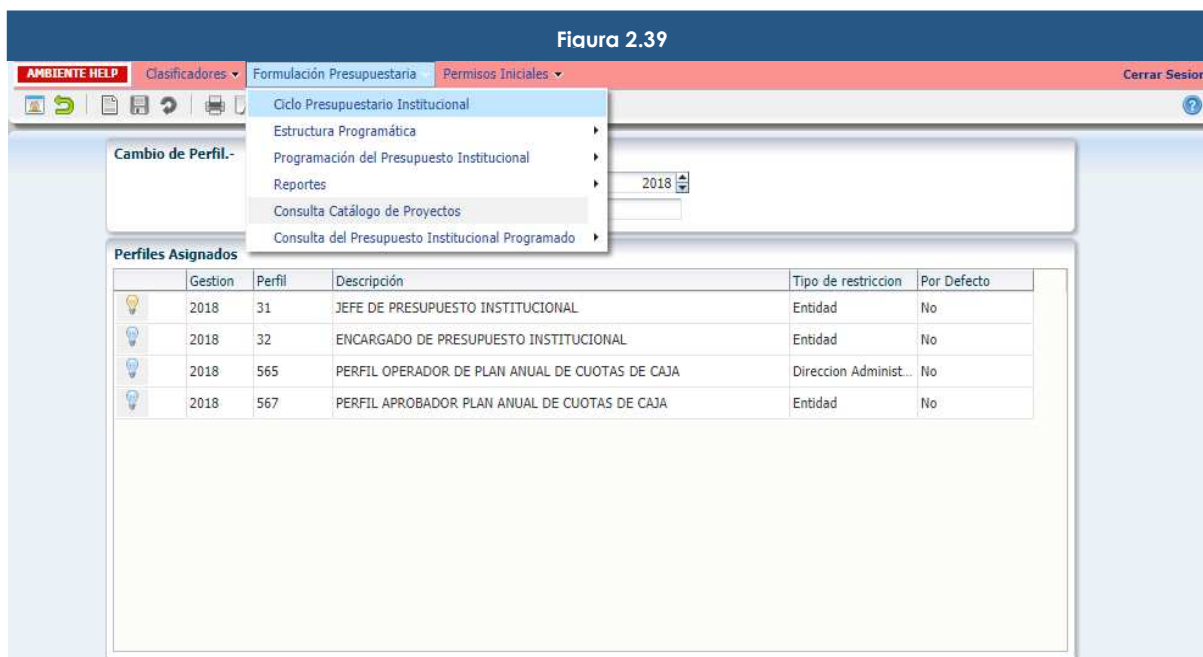 Figura 2.39
AMBIENTE HELP Clasificadores Formulación Presupuestaria Permisos Iniciales Cerrar Sesion
Ciclo Presupuestario Institucional
Estructura Programática
Cambio de Perfil.-
Programación del Presupuesto Institucional
Reportes 2018
Consulta Catálogo de Proyectos
Consulta del Presupuesto Institucional Programado
Perfiles Asignados
Gestion Perfil Descripción Tipo de restriccion Por Defecto
2018 31 JEFE DE PRESUPUESTO INSTITUCIONAL Entidad No
2018 32 ENCARGADO DE PRESUPUESTO INSTITUCIONAL Entidad No
2018 565 PERFIL OPERADOR DE PLAN ANUAL DE CUOTAS DE CAJA Direccion Administ... No
2018 567 PERFIL APROBADOR PLAN ANUAL DE CUOTAS DE CAJA Entidad No